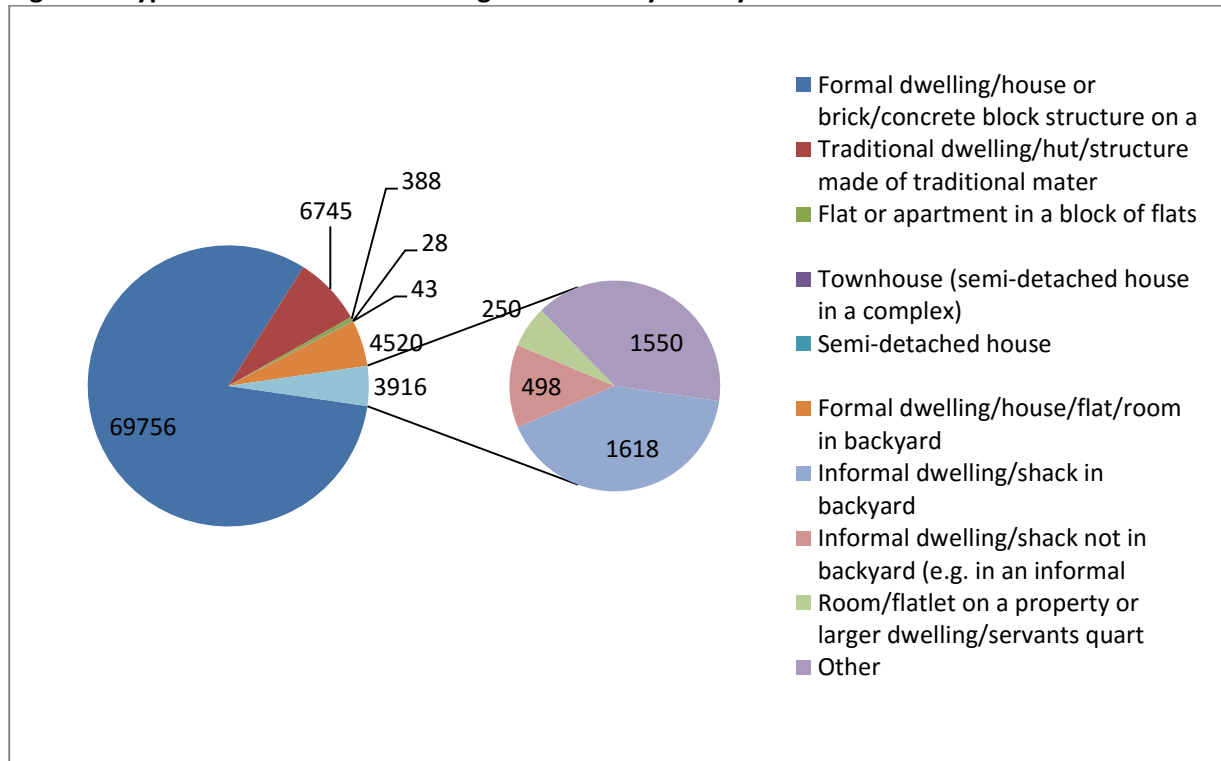 388
6745
28
43
250
4520
1550
3916
498
69756
1618
Formal dwelling/house or
brick/concrete block structure on a
Traditional dwelling/hut/structure
made of traditional mater
Flat or apartment in a block of flats
Townhouse (semi-detached house
in a complex)
Semi-detached house
Formal dwelling/house/flat/room
in backyard
Informal dwelling/shack in
backyard
Informal dwelling/shack not in
backyard (e.g. in an informal
Room/flatlet on a property or
larger dwelling/servants quart
Other